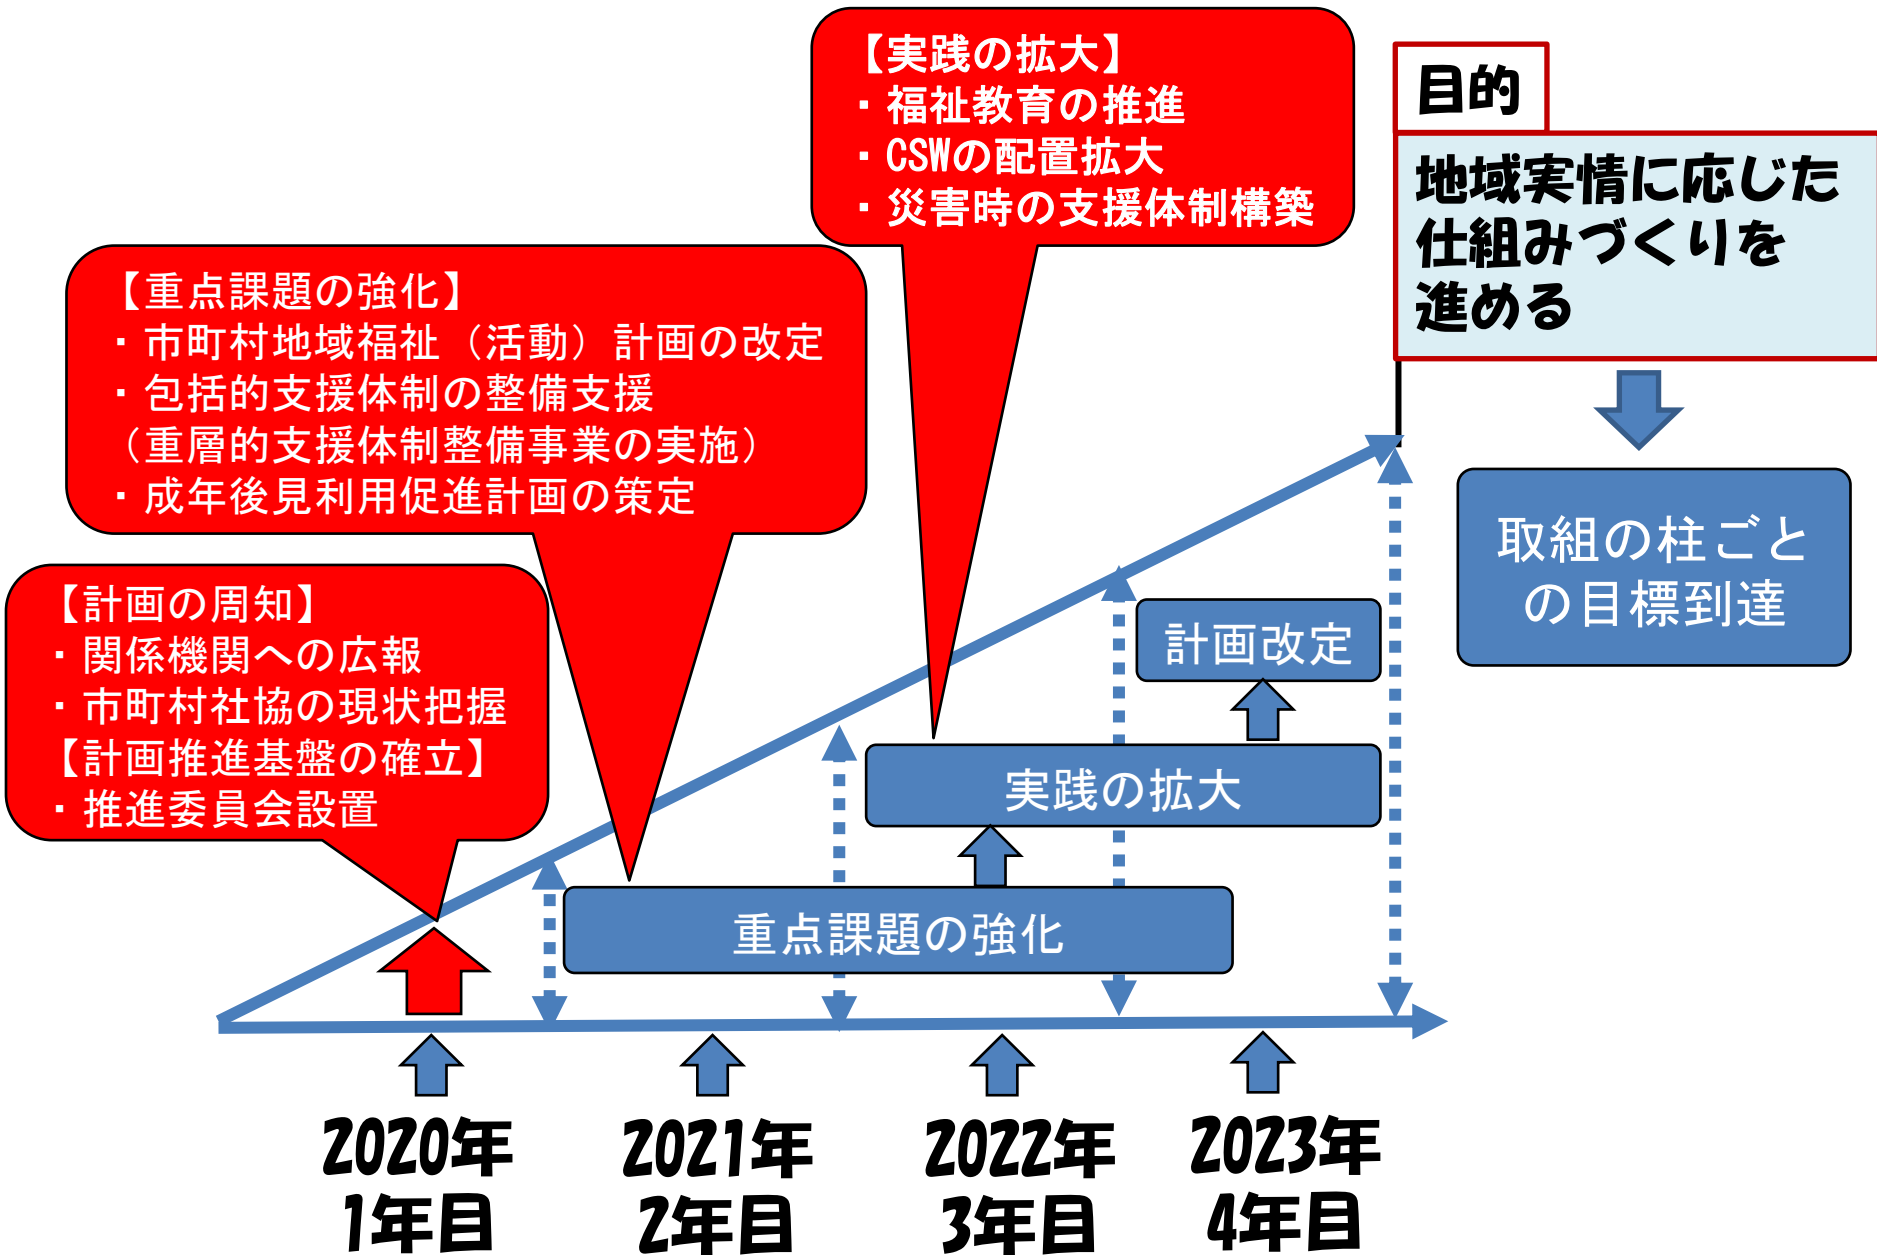 【実践の拡大】
・福祉教育の推進
・CSWの配置拡大
・災害時の支援体制構築
目的
地域実情に応じた
仕組みづくりを
進める
【重点課題の強化】
・市町村地域福祉（活動）計画の改定
・包括的支援体制の整備支援
（重層的支援体制整備事業の実施）
・成年後見利用促進計画の策定
取組の柱ごと
の目標到達
【計画の周知】
・関係機関への広報
・市町村社協の現状把握
【計画推進基盤の確立】
・推進委員会設置
計画改定
実践の拡大
重点課題の強化
2020年
1年目
2021年
2年目
2022年
3年目
2023年
4年目